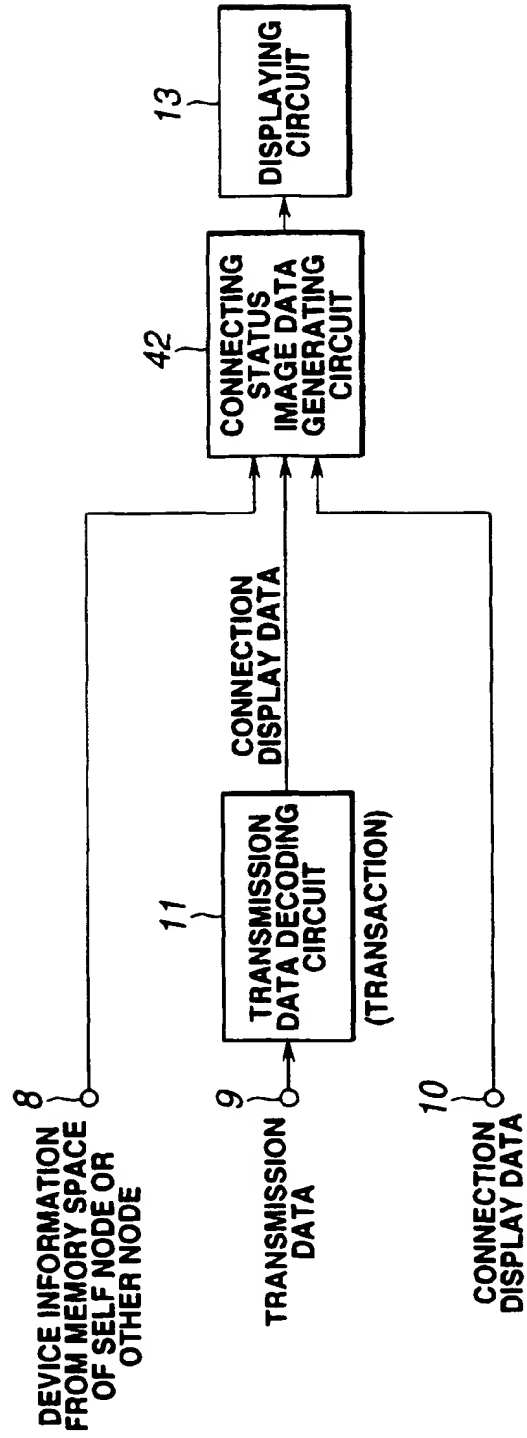 8
DEVICE INFORMATION
FROM MEMORY SPACE
OF SELF NODE OR
OTHER NODE
9
TRANSMISSION
DATA
10
CONNECTION
DISPLAY DATA
11
TRANSMISSION
DATA DECODING
CIRCUIT
(TRANSACTION)
CONNECTION
DISPLAY DATA
42
CONNECTING
STATUS
IMAGE DATA
GENERATING
CIRCUIT
13
DISPLAYING
CIRCUIT